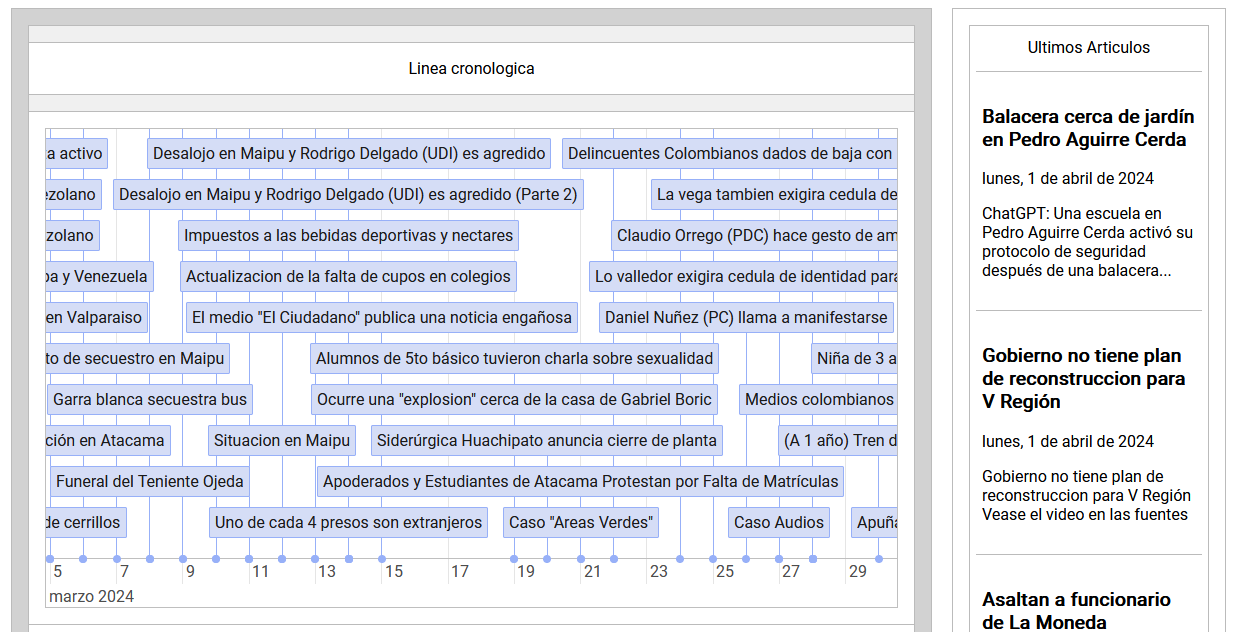 Linea cronologica
a activo
Desalojo en Maipu y Rodrigo Delgado (UDI) es agredido
Delincuentes Colombianos dados de baja con
ezolano
Desalojo en Maipu y Rodrigo Delgado (UDI) es agredido (Parte 2)
La vega tambien exigira cedula de
zolano
Impuestos a las bebidas deportivas y nectares
Claudio Orrego (PDC) hace gesto de am
pa y Venezuela
Actualizacion de la falta de cupos en colegios
Lo valledor exigira cedula de identidad para
en Valparaiso
El medio "El Ciudadano" publica una noticia engañosa
Daniel Nuñez (PC) llama a manifestarse
to de secuestro en Maipu
Alumnos de 5to básico tuvieron charla sobre sexualidad
Niña de 3 a
Garra blanca secuestra bus
Ocurre una "explosion" cerca de la casa de Gabriel Boric
Medios colombianos
ción en Atacama
Situacion en Maipu
Siderúrgica Huachipato anuncia cierre de planta
(A 1 año) Tren d
Funeral del Teniente Ojeda
Apoderados y Estudiantes de Atacama Protestan por Falta de Matrículas
de cerrillos
Uno de cada 4 presos son extranjeros
Caso "Areas Verdes"
Caso Audios
Apuña
5 7 9 11 13 15 17 19 21 23 25 27 29
marzo 2024
Ultimos Articulos
Balacera cerca de jardín
en Pedro Aguirre Cerda
lunes, 1 de abril de 2024
ChatGPT: Una escuela en
Pedro Aguirre Cerda activó su
protocolo de seguridad
después de una balacera...
Gobierno no tiene plan
de reconstruccion para
V Región
lunes, 1 de abril de 2024
Gobierno no tiene plan de
reconstruccion para V Región
Vease el video en las fuentes
Asaltan a funcionario
de La Moneda